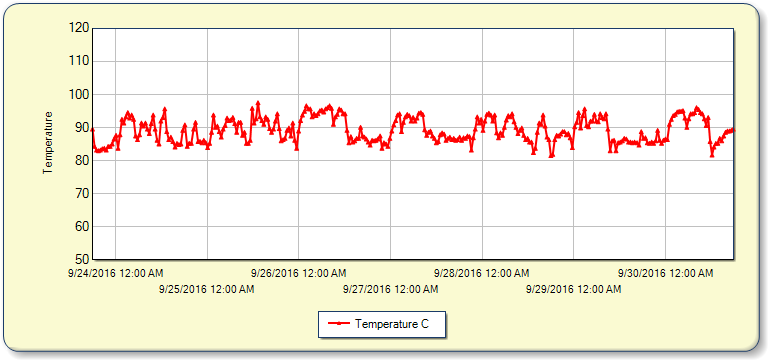 120
110
100
90
80
70
60
50
Temperature
9/24/2016 12:00 AM
9/25/2016 12:00 AM
9/26/2016 12:00 AM
9/27/2016 12:00 AM
9/28/2016 12:00 AM
9/29/2016 12:00 AM
9/30/2016 12:00 AM
Temperature C